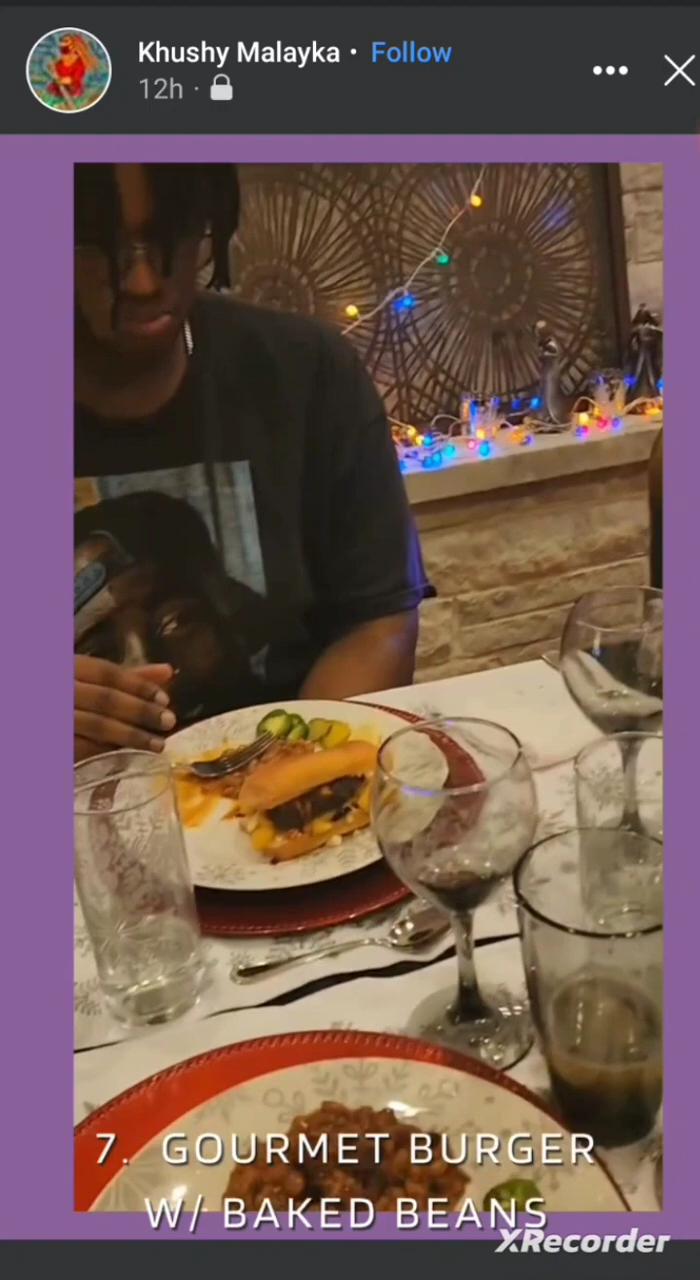 Khushy Malayka · Follow
12h ·
7. GOURMET BURGER
W/ BAKED BEANS
XRecorder